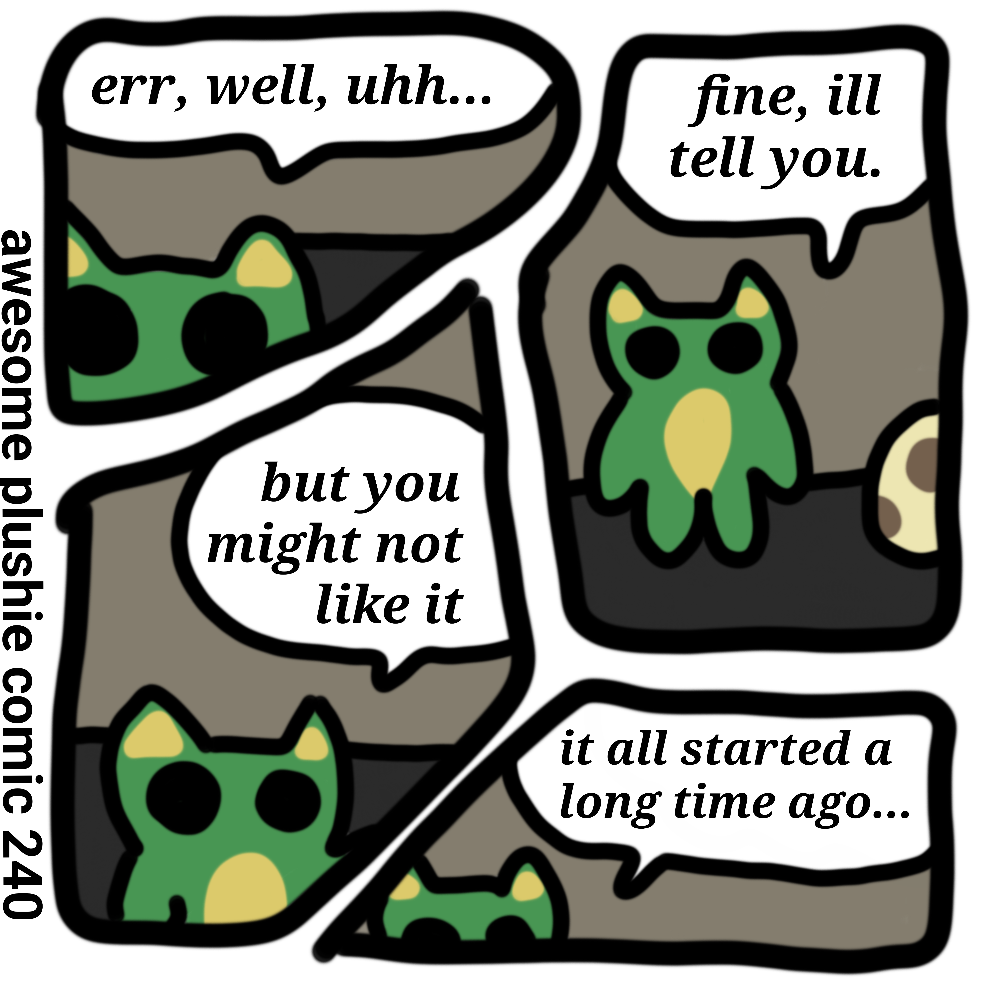 err, well, uhh...
fine, ill
tell you.
but you
might not
like it
it all started a
long time ago...
awesome plushie comic 240